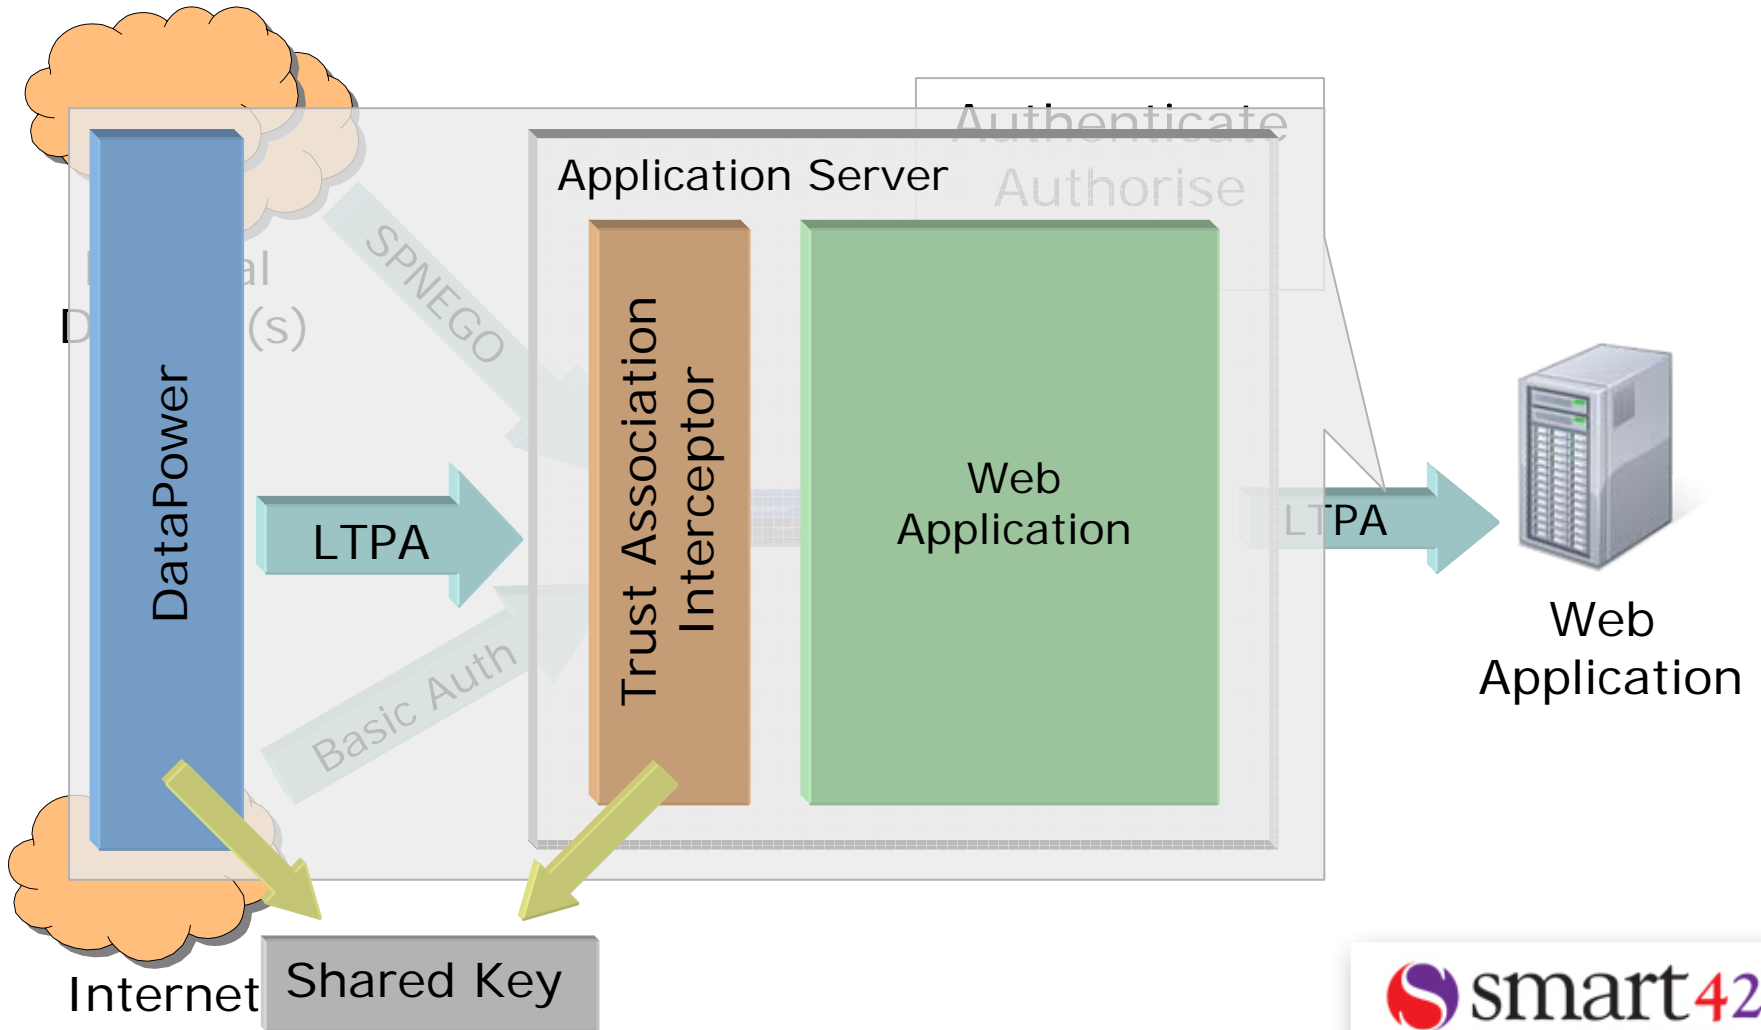 Authenticate
Authorise
Application Server
SPNEGO
al
D
(s)
DataPower
LTPA
Trust Association
Interceptor
Web
Application
LTPA
Web
Application
Basic Auth
Internet
Shared Key
smart42